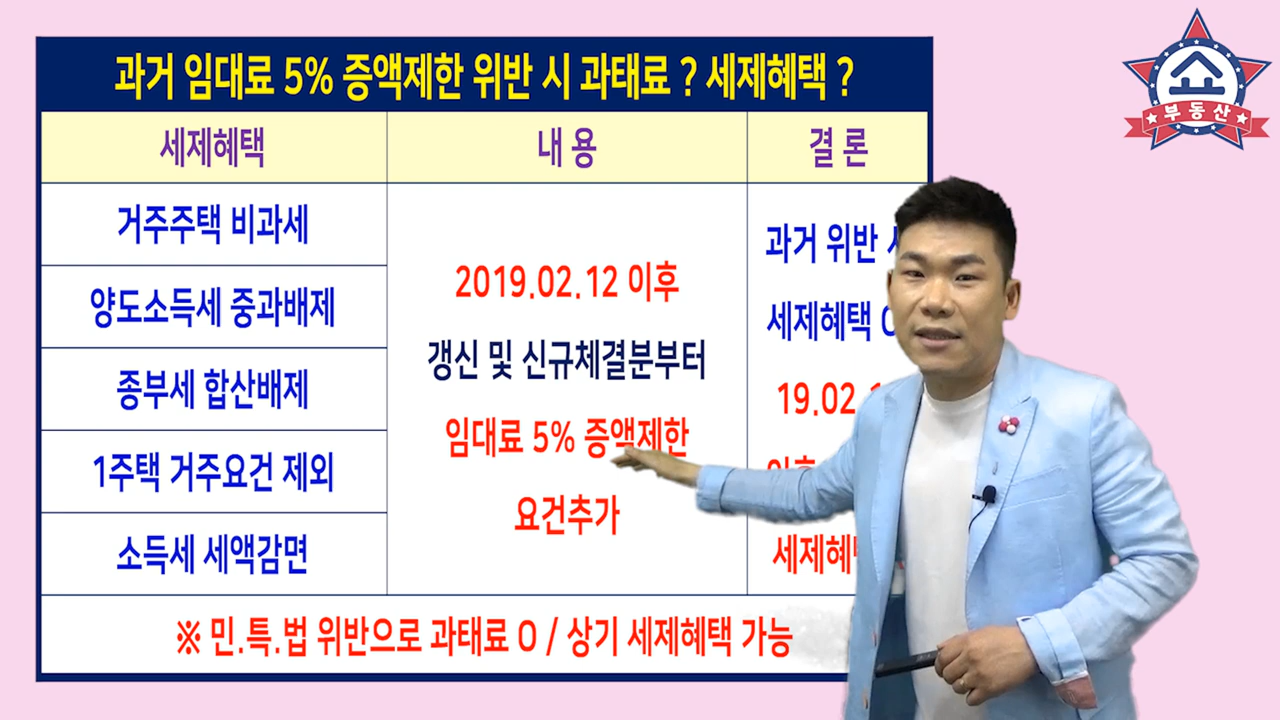 과거 임대료 5% 증액제한 위반 시 과태료 ? 세제혜택 ?
부동산
세제혜택
내 용
결 론
거주주택 비과세
양도소득세 중과배제
종부세 합산배제
1주택 거주요건 제외
소득세 세액감면
2019.02.12 이후
갱신 및 신규체결분부터
임대료 5% 증액제한
요건추가
과거 위반
세제혜택
19.02
※ 민.특.법 위반으로 과태료 O / 상기 세제혜택 가능